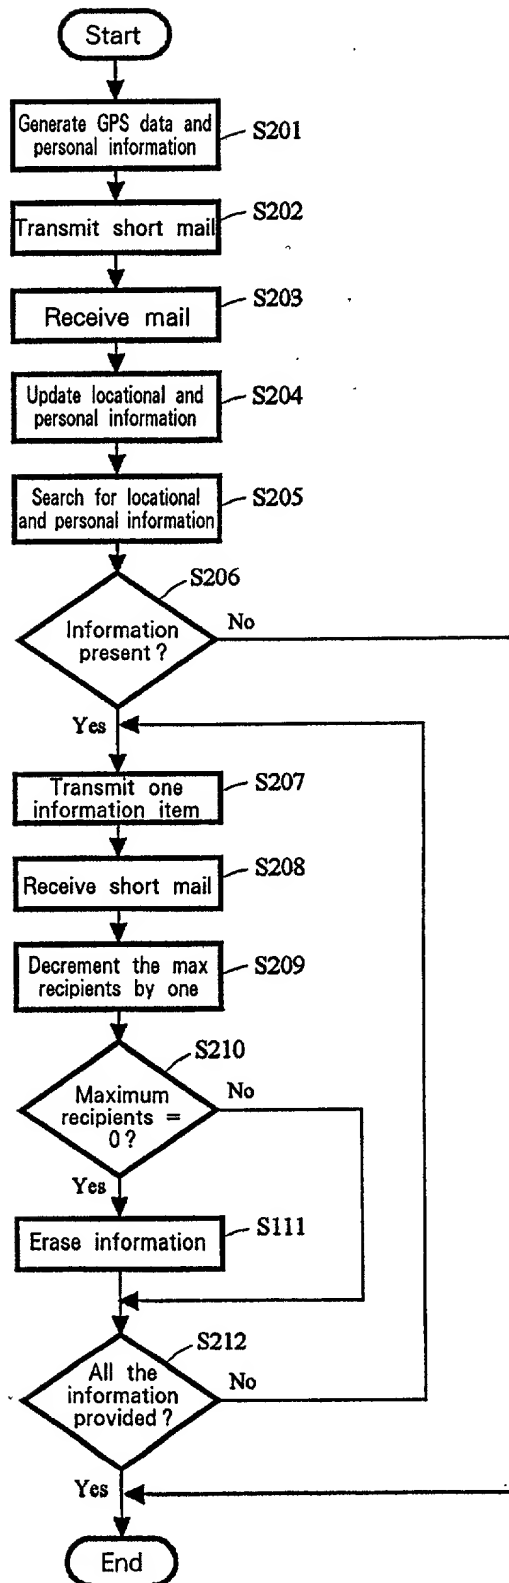 Start
Generate GPS data and
personal information
S201
Transmit short mail
S202
Receive mail
S203
Update locational and
personal information
S204
Search for locational
and personal information
S205
S206
Information
present?
No
Yes
Transmit one
information item
S207
Receive short mail
S208
Decrement the max
recipients by one
S209
S210
Maximum
recipients =
0?
No
Yes
Erase information
S111
S212
All the
information
provided?
No
Yes
End